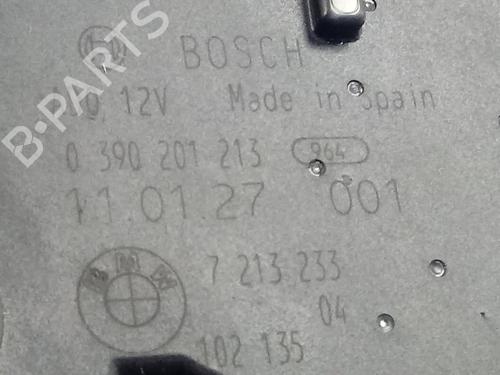 BOSCH
12V Made in Spain
0 390 201 213 964
11.01.27 001
BMW
7 213 233
04
102 135
B-PARTS